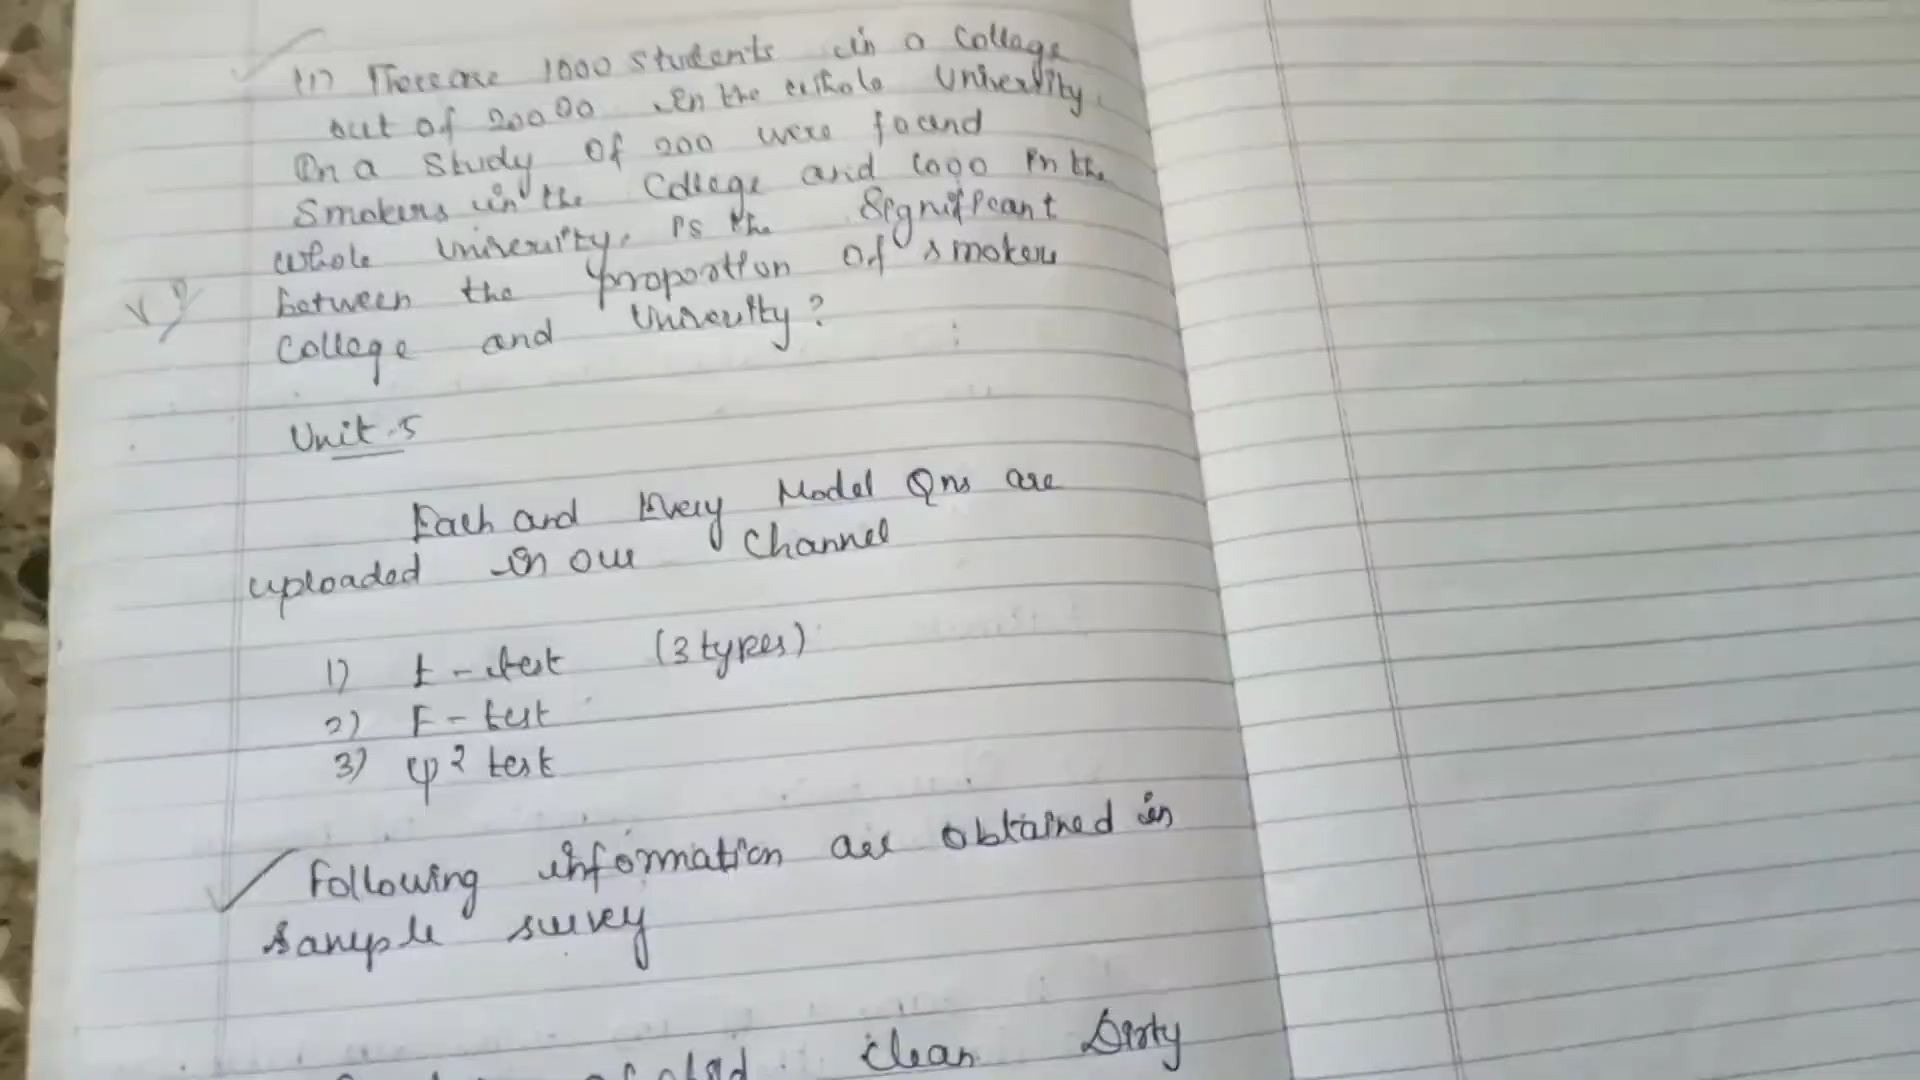 (1) There are 1000 students in a College
out of 20000 in the whole University.
In a study of 200 were found
Smokers in the College and 1000 in the
whole University. Is the Significant
between the proportion of smokers
College and University?
Unit-5
Each and Every Model Qns are
uploaded in our Channel
1) t-test (3 types)
2) F-test
3) ψ2 test
Following information are obtained in
sample survey
clean Dirty